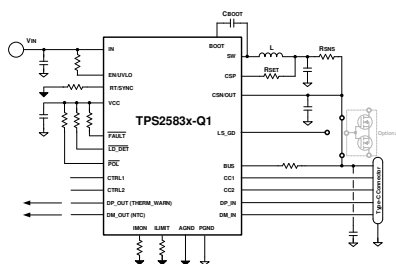 CBOOT
VIN
BOOT
IN
SW
L
RSNS
EN/UVLO
CSP
RSET
RT/SYNC
VCC
CSN/OUT
TPS2583x-Q1
FAULT
LS_GD
LD_DET
POL
BUS
CTRL1
CC1
CTRL2
CC2
DP_OUT (THERM_WARN)
DP_IN
DM_OUT (NTC)
DM_IN
IMON
ILIMIT
AGND
PGND
Type-C Connector